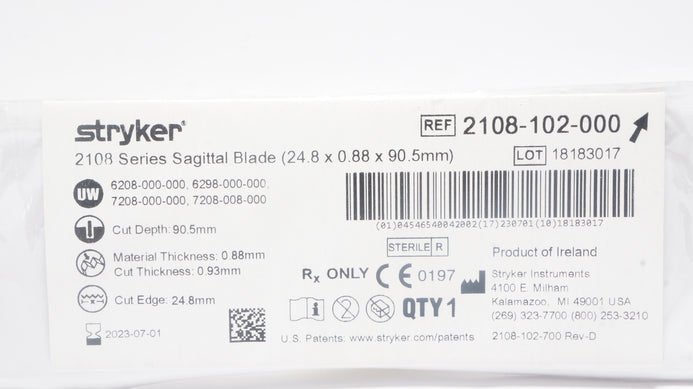 stryker®
REF 2108-102-000
2108 Series Sagittal Blade (24.8 x 0.88 x 90.5mm)
LOT 18183017
UW 6208-000-000, 6298-000-000,
7208-000-000, 7208-008-000
(01)04546540042002(17)230701(10)18183017
Cut Depth: 90.5mm
STERILE R
Material Thickness: 0.88mm
Cut Thickness: 0.93mm
Rx ONLY CE 0197
Product of Ireland
Stryker Instruments
4100 E. Milham
Kalamazoo, MI 49001 USA
(269) 323-7700 (800) 253-3210
Cut Edge: 24.8mm
i 2 QTY 1
2023-07-01
U.S. Patents: www.stryker.com/patents
2108-102-700 Rev-D